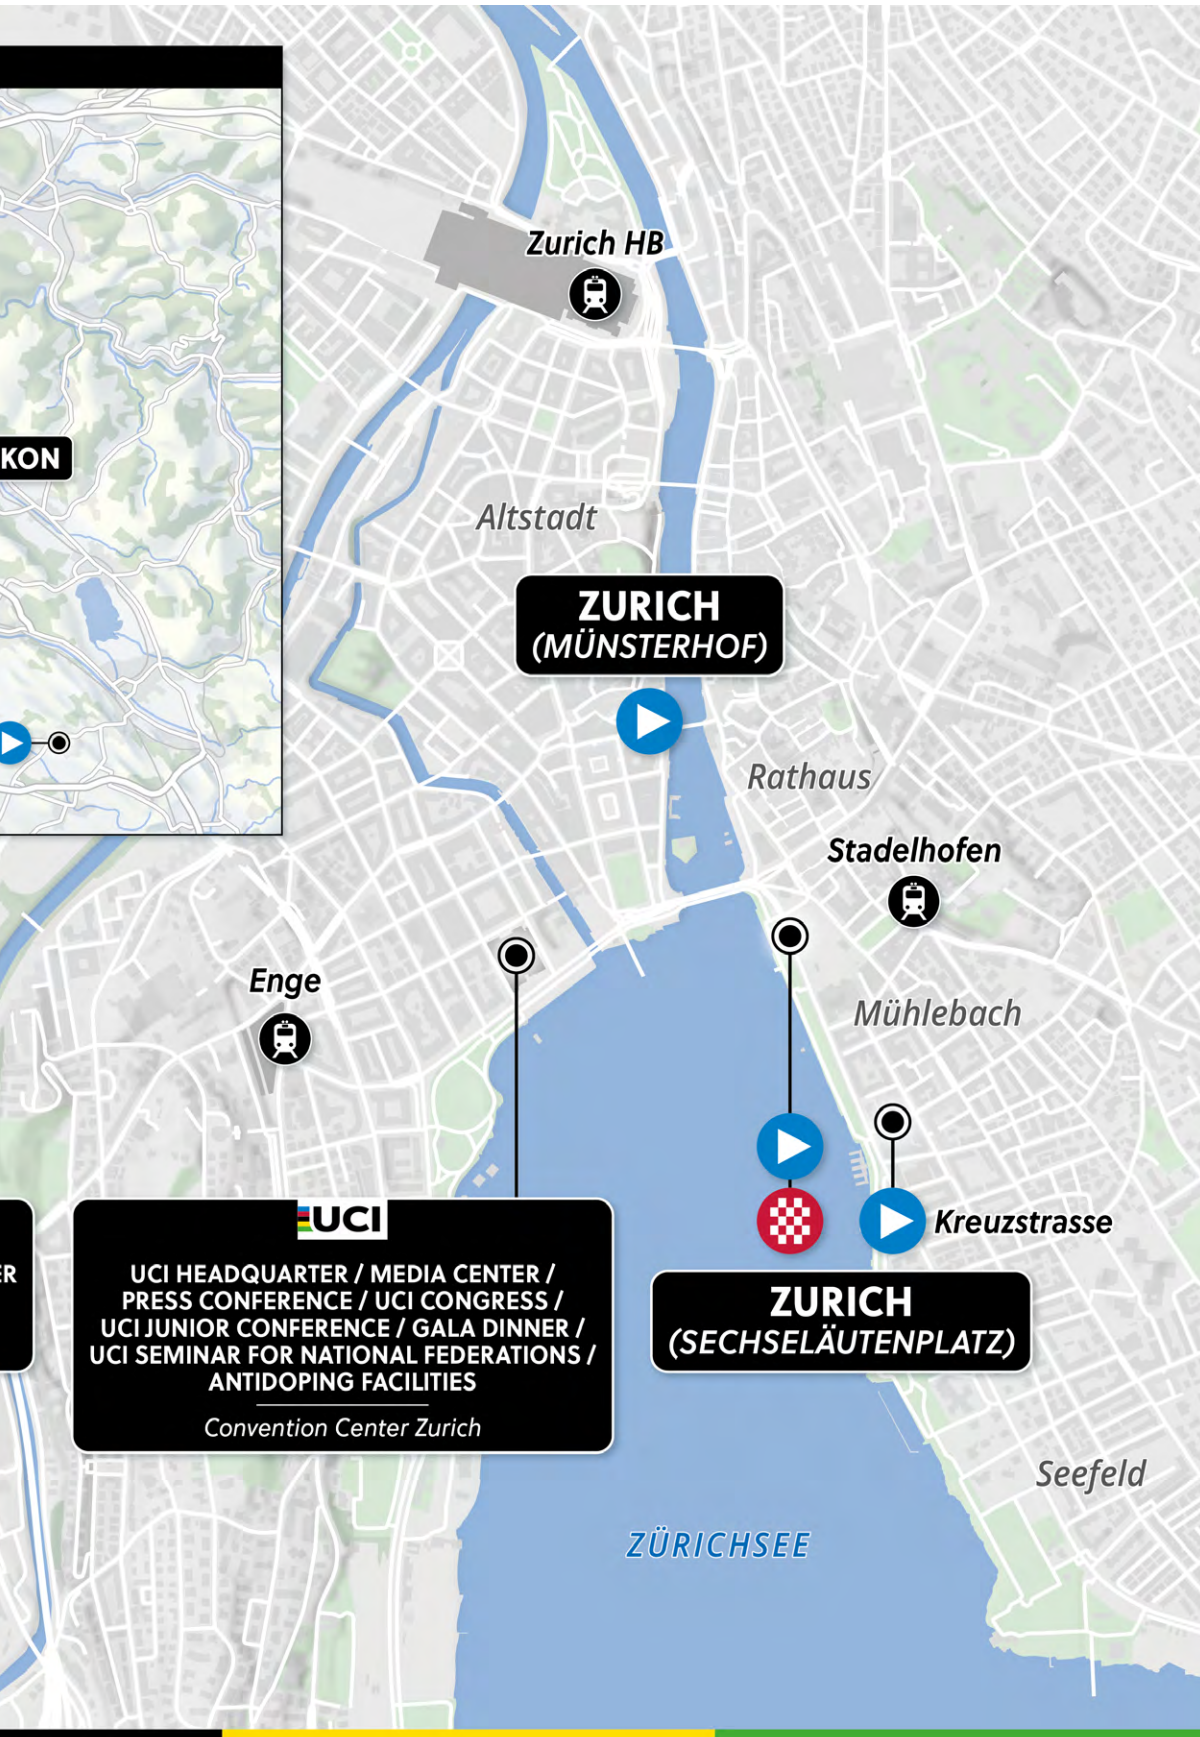 Zurich HB
KON
Altstadt
ZURICH
(MÜNSTERHOF)
Rathaus
Stadelhofen
Enge
Mühlebach
Kreuzstrasse
ER
UCI
UCI HEADQUARTER / MEDIA CENTER /
PRESS CONFERENCE / UCI CONGRESS /
UCI JUNIOR CONFERENCE / GALA DINNER /
UCI SEMINAR FOR NATIONAL FEDERATIONS /
ANTIDOPING FACILITIES
Convention Center Zurich
ZURICH
(SECHSELÄUTENPLATZ)
Seefeld
ZÜRICHSEE